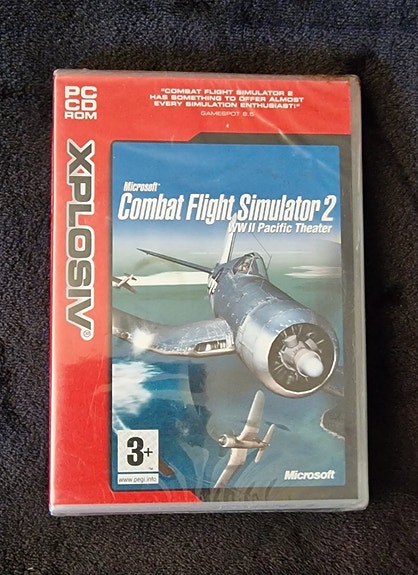 PC
CD
ROM
"COMBAT FLIGHT SIMULATOR 2
HAS SOMETHING TO OFFER ALMOST
EVERY SIMULATION ENTHUSIAST!"
GAMESPOT 8.5
XPLOSIV®
Microsoft®
Combat Flight Simulator 2
WW II Pacific Theater
3+
™
www.pegi.info
Microsoft